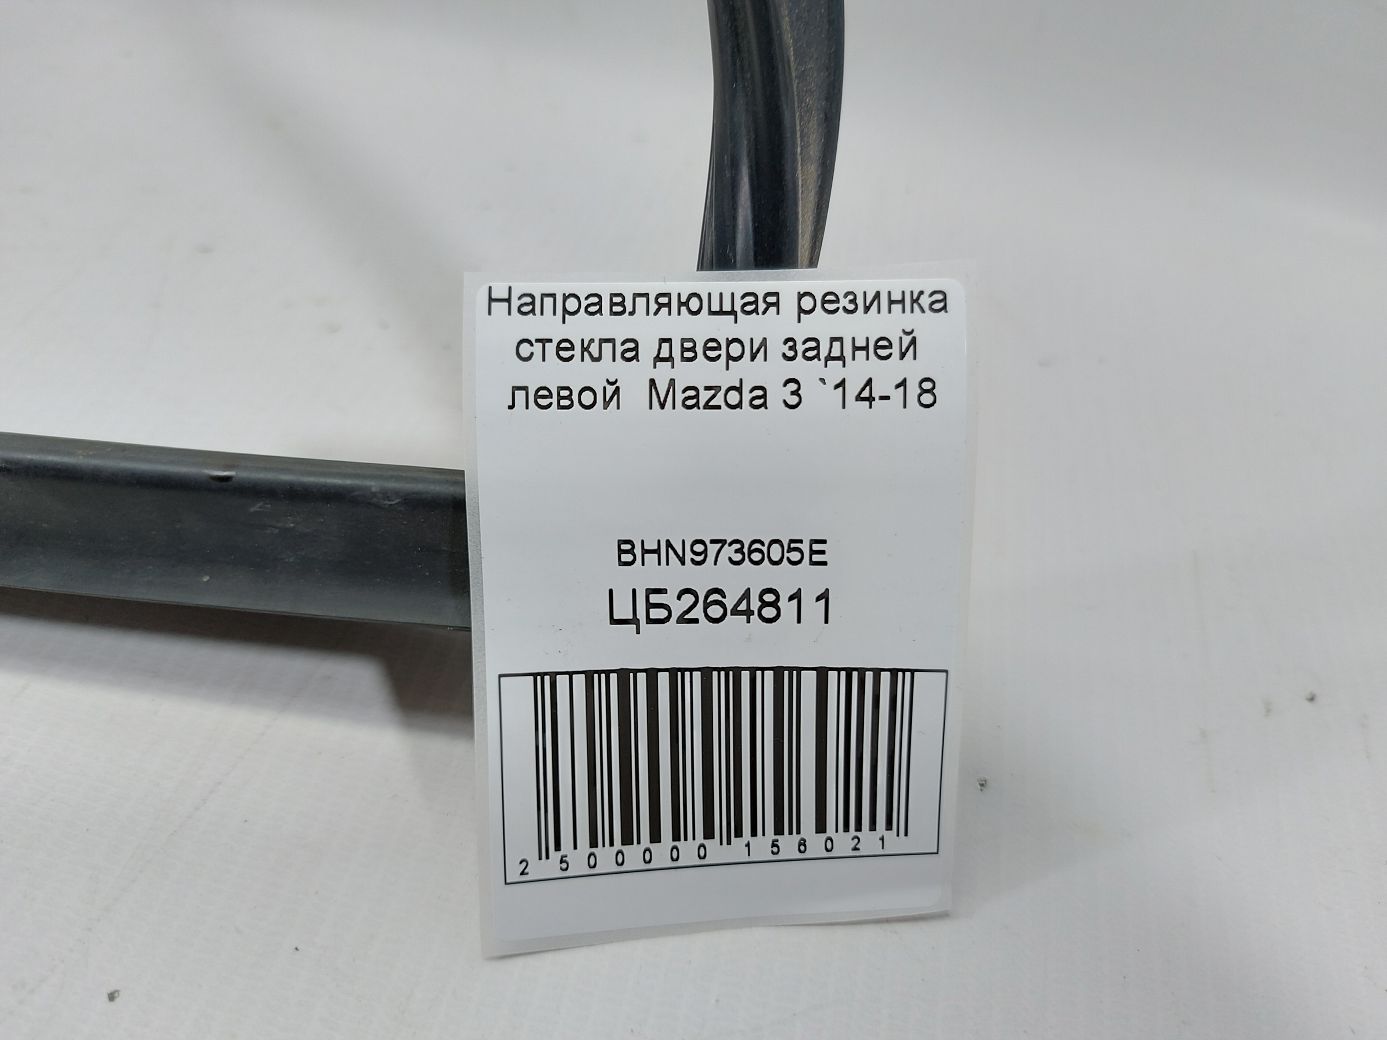 Направляющая резинка
стекла двери задней
левой  Mazda 3 `14-18
BHN973605E
ЦБ264811
2 500000 156021